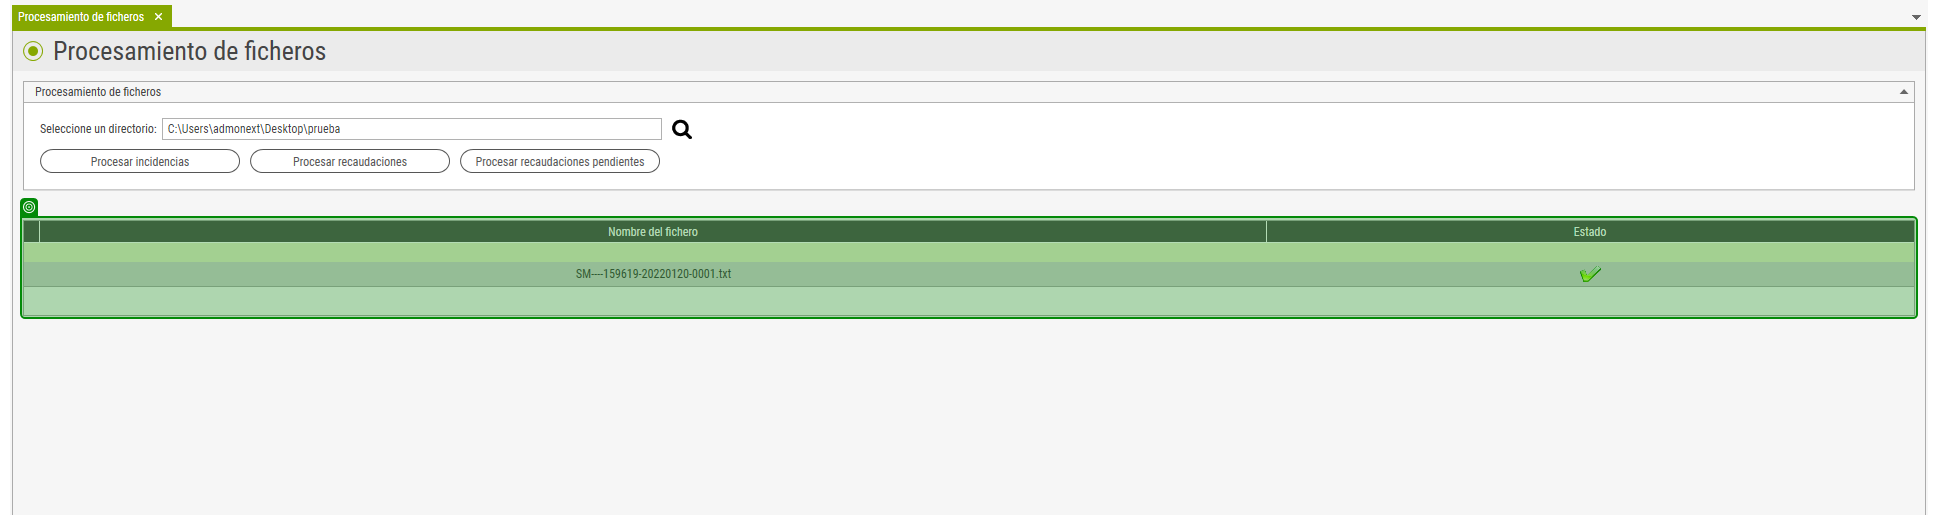 Procesamiento de ficheros
Procesamiento de ficheros
Procesamiento de ficheros
Seleccione un directorio: C:\Users\admonext\Desktop\prueba
Procesar incidencias Procesar recaudaciones Procesar recaudaciones pendientes
Nombre del fichero Estado
SM----159619-20220120-0001.txt